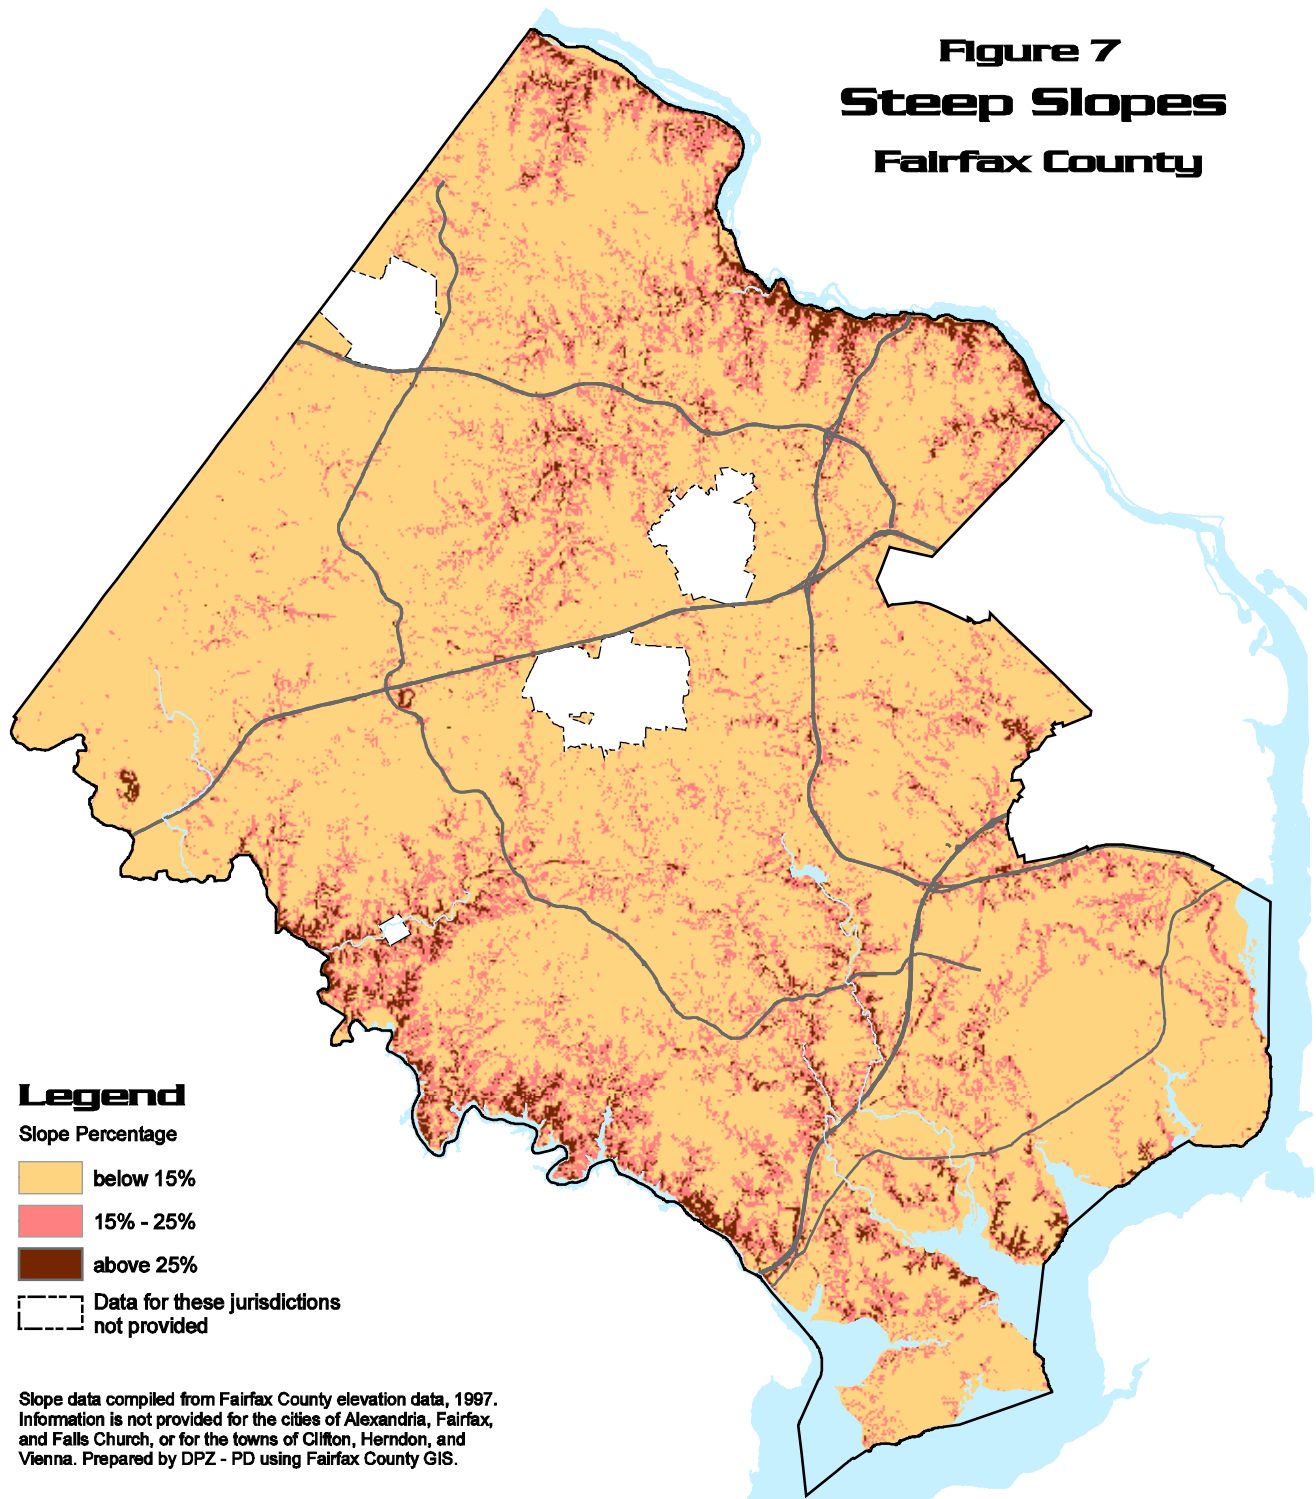 Figure 7
Steep Slopes
Fairfax County
Legend
Slope Percentage
below 15%
15% - 25%
above 25%
Data for these jurisdictions
not provided
Slope data compiled from Fairfax County elevation data, 1997.
Information is not provided for the cities of Alexandria, Fairfax,
and Falls Church, or for the towns of Clifton, Herndon, and
Vienna. Prepared by DPZ - PD using Fairfax County GIS.